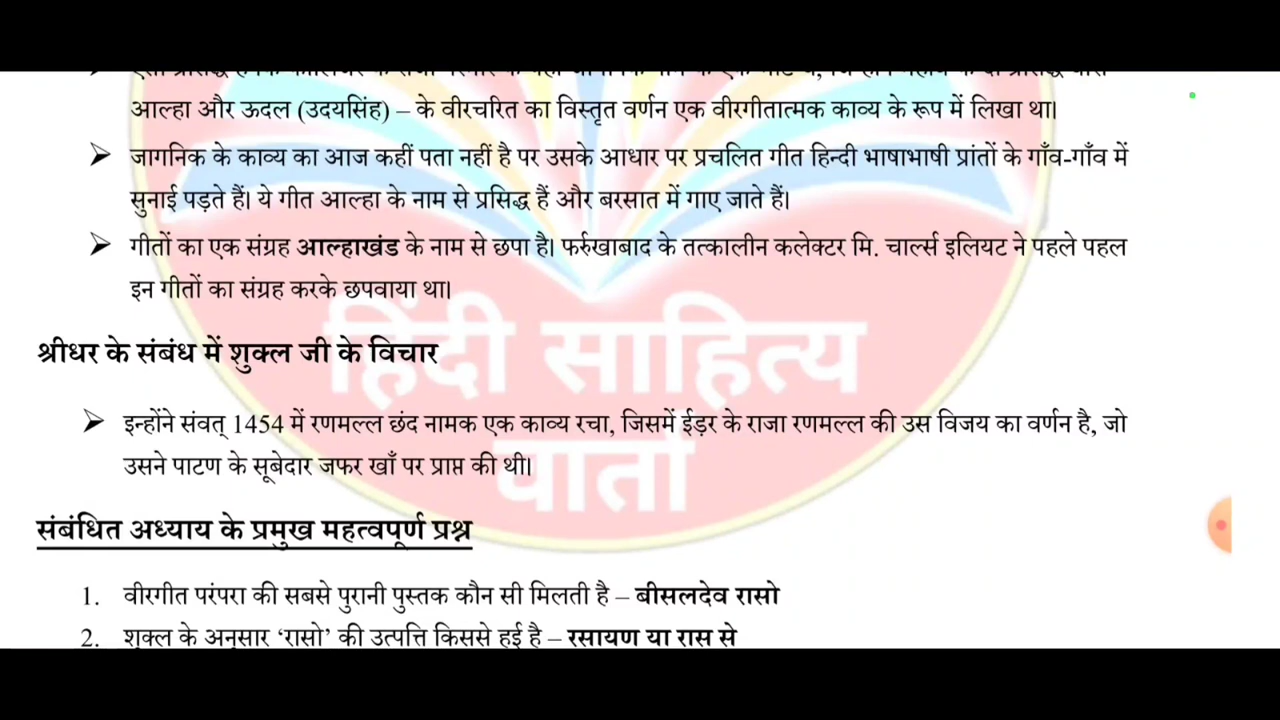 आल्हा और ऊदल (उदयसिंह) – के वीरचरित का विस्तृत वर्णन एक वीरगीतात्मक काव्य के रूप में लिखा था।
➢ जागनिक के काव्य का आज कहीं पता नहीं है पर उसके आधार पर प्रचलित गीत हिन्दी भाषाभाषी प्रांतों के गाँव-गाँव में
सुनाई पड़ते हैं। ये गीत आल्हा के नाम से प्रसिद्ध हैं और बरसात में गाए जाते हैं।
➢ गीतों का एक संग्रह आल्हाखंड के नाम से छपा है। फर्रुखाबाद के तत्कालीन कलेक्टर मि. चार्ल्स इलियट ने पहले पहल
इन गीतों का संग्रह करके छपवाया था।
हिंदी साहित्य
श्रीधर के संबंध में शुक्ल जी के विचार
➢ इन्होंने संवत् 1454 में रणमल्ल छंद नामक एक काव्य रचा, जिसमें ईड़र के राजा रणमल्ल की उस विजय का वर्णन है, जो
उसने पाटण के सूबेदार जफर खाँ पर प्राप्त की थी।
वार्ता
संबंधित अध्याय के प्रमुख महत्वपूर्ण प्रश्न
1. वीरगीत परंपरा की सबसे पुरानी पुस्तक कौन सी मिलती है – बीसलदेव रासो
2. शुक्ल के अनुसार ‘रासो’ की उत्पत्ति किससे हुई है – रसायण या रास से